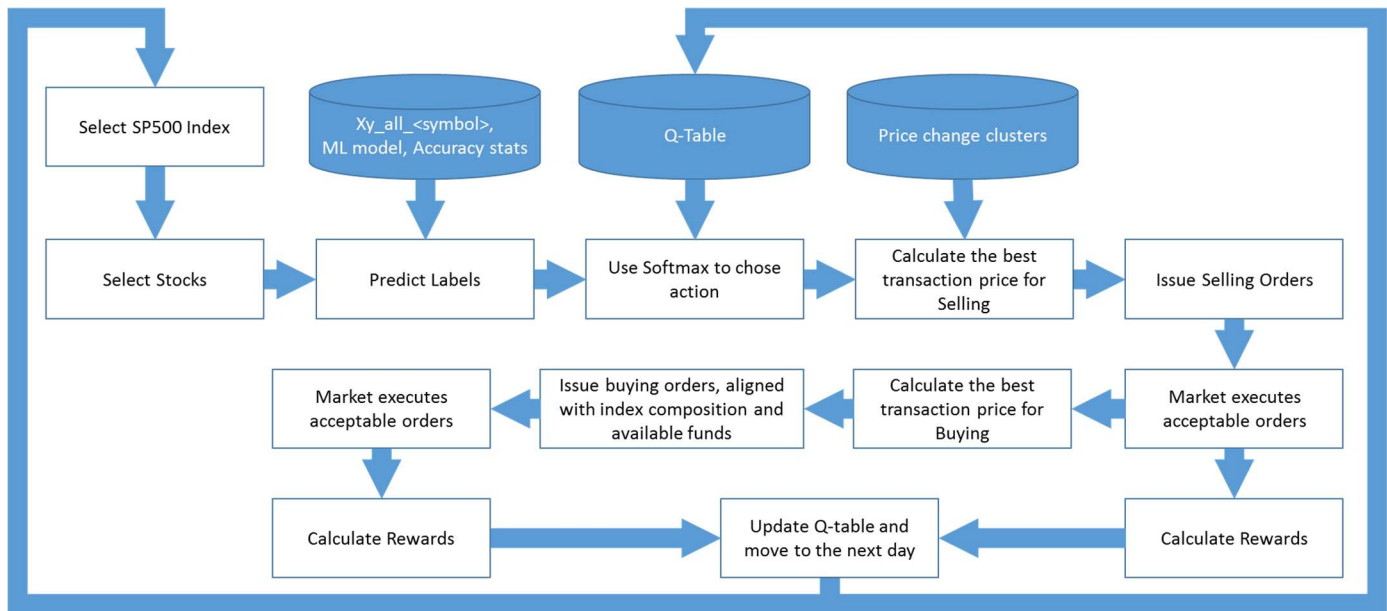 Select SP500 Index
Xy_all_<symbol>,
ML model, Accuracy stats
Q-Table
Price change clusters
Select Stocks
Predict Labels
Use Softmax to chose
action
Calculate the best
transaction price for
Selling
Issue Selling Orders
Market executes
acceptable orders
Issue buying orders, aligned
with index composition and
available funds
Calculate the best
transaction price for
Buying
Market executes
acceptable orders
Calculate Rewards
Update Q-table and
move to the next day
Calculate Rewards